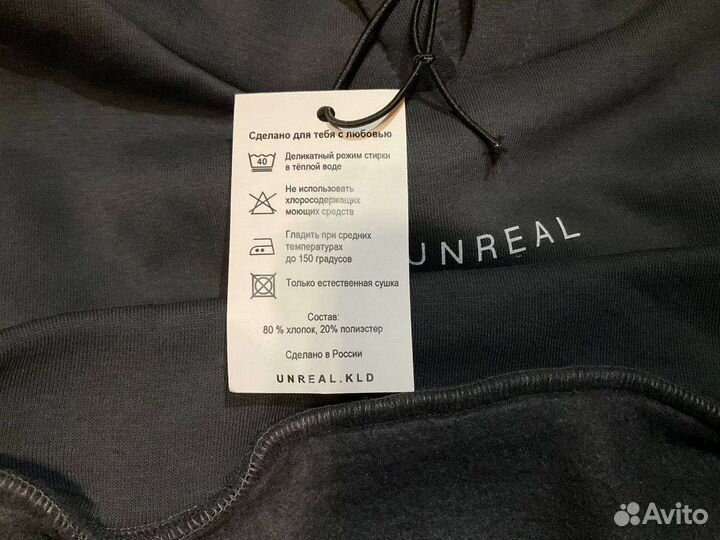 Сделано для тебя с любовью
40
Деликатный режим стирки
в тёплой воде
Не использовать
хлоросодержащих
моющих средств
Гладить при средних
температурах
до 150 градусов
Только естественная сушка
Состав:
80 % хлопок, 20% полиэстер
Сделано в России
UNREAL.KLD
UNREAL
Avito